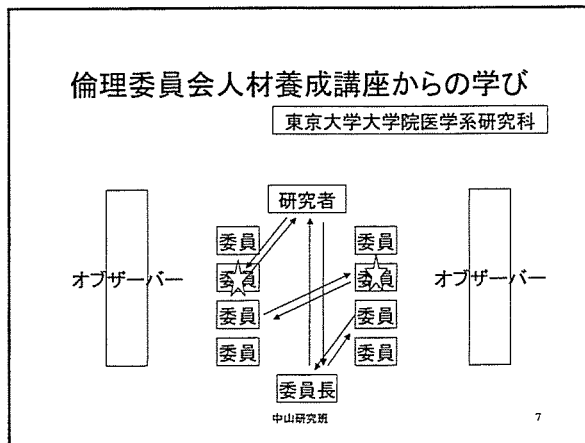 倫理委員会人材養成講座からの学び
東京大学大学院医学系研究科
研究者
委員 委員
オブザーバー 委員 委員 オブザーバー
委員 委員
委員 委員
委員長
中山研究班 7